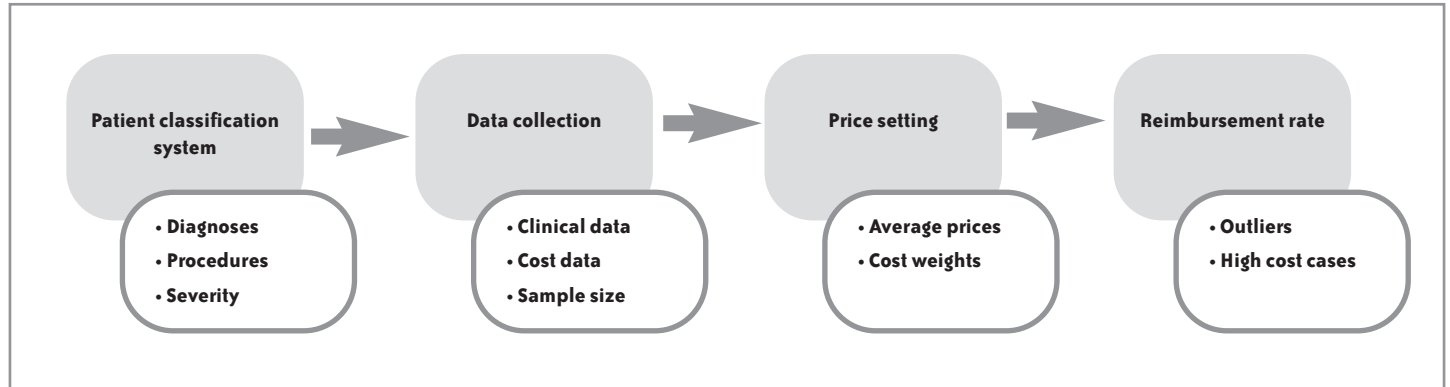 Patient classification
system
• Diagnoses
• Procedures
• Severity
Data collection
• Clinical data
• Cost data
• Sample size
Price setting
• Average prices
• Cost weights
Reimbursement rate
• Outliers
• High cost cases